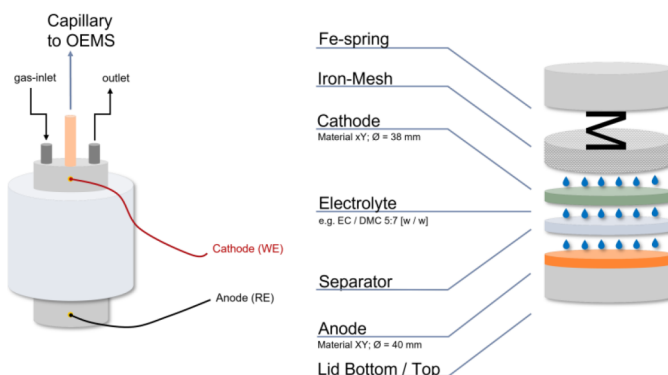 Capillary
to OEMS
gas-inlet
outlet
Cathode (WE)
Anode (RE)
Fe-spring
Iron-Mesh
Cathode
Material xY; Ø = 38 mm
Electrolyte
e.g. EC / DMC 5:7 [w / w]
Separator
Anode
Material XY; Ø = 40 mm
Lid Bottom / Top